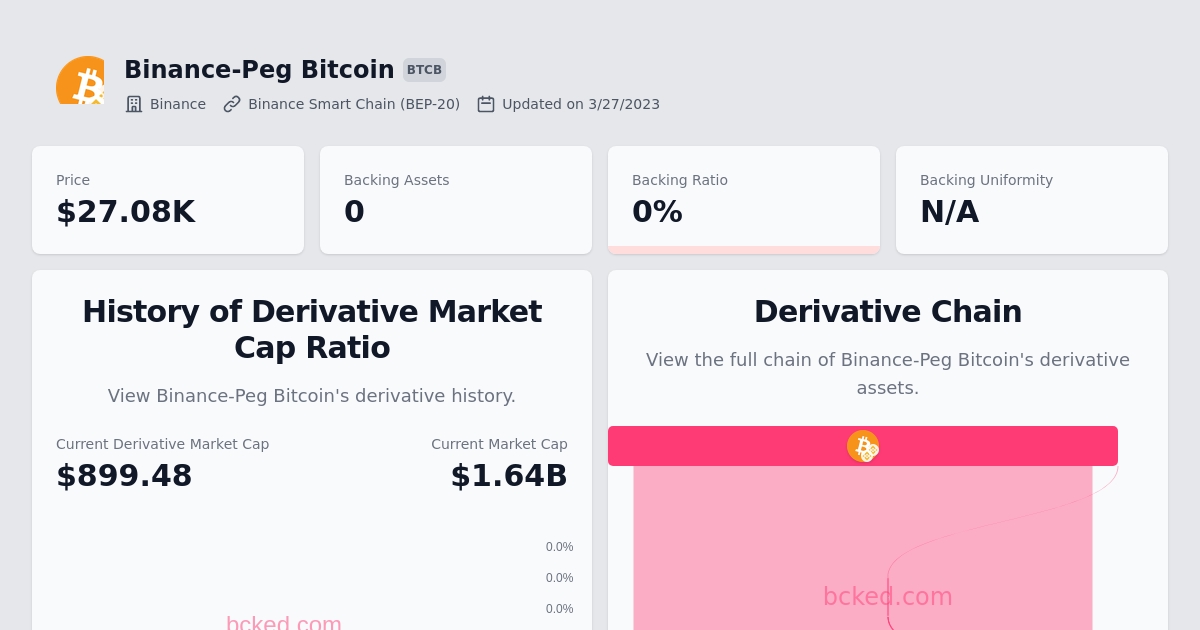 Binance-Peg Bitcoin BTCB
Binance Binance Smart Chain (BEP-20) Updated on 3/27/2023
Price
$27.08K
Backing Assets
0
Backing Ratio
0%
Backing Uniformity
N/A
History of Derivative Market
Cap Ratio
View Binance-Peg Bitcoin's derivative history.
Current Derivative Market Cap
$899.48
Current Market Cap
$1.64B
0.0%
0.0%
0.0%
bcked.com
Derivative Chain
View the full chain of Binance-Peg Bitcoin's derivative
assets.
bcked.com